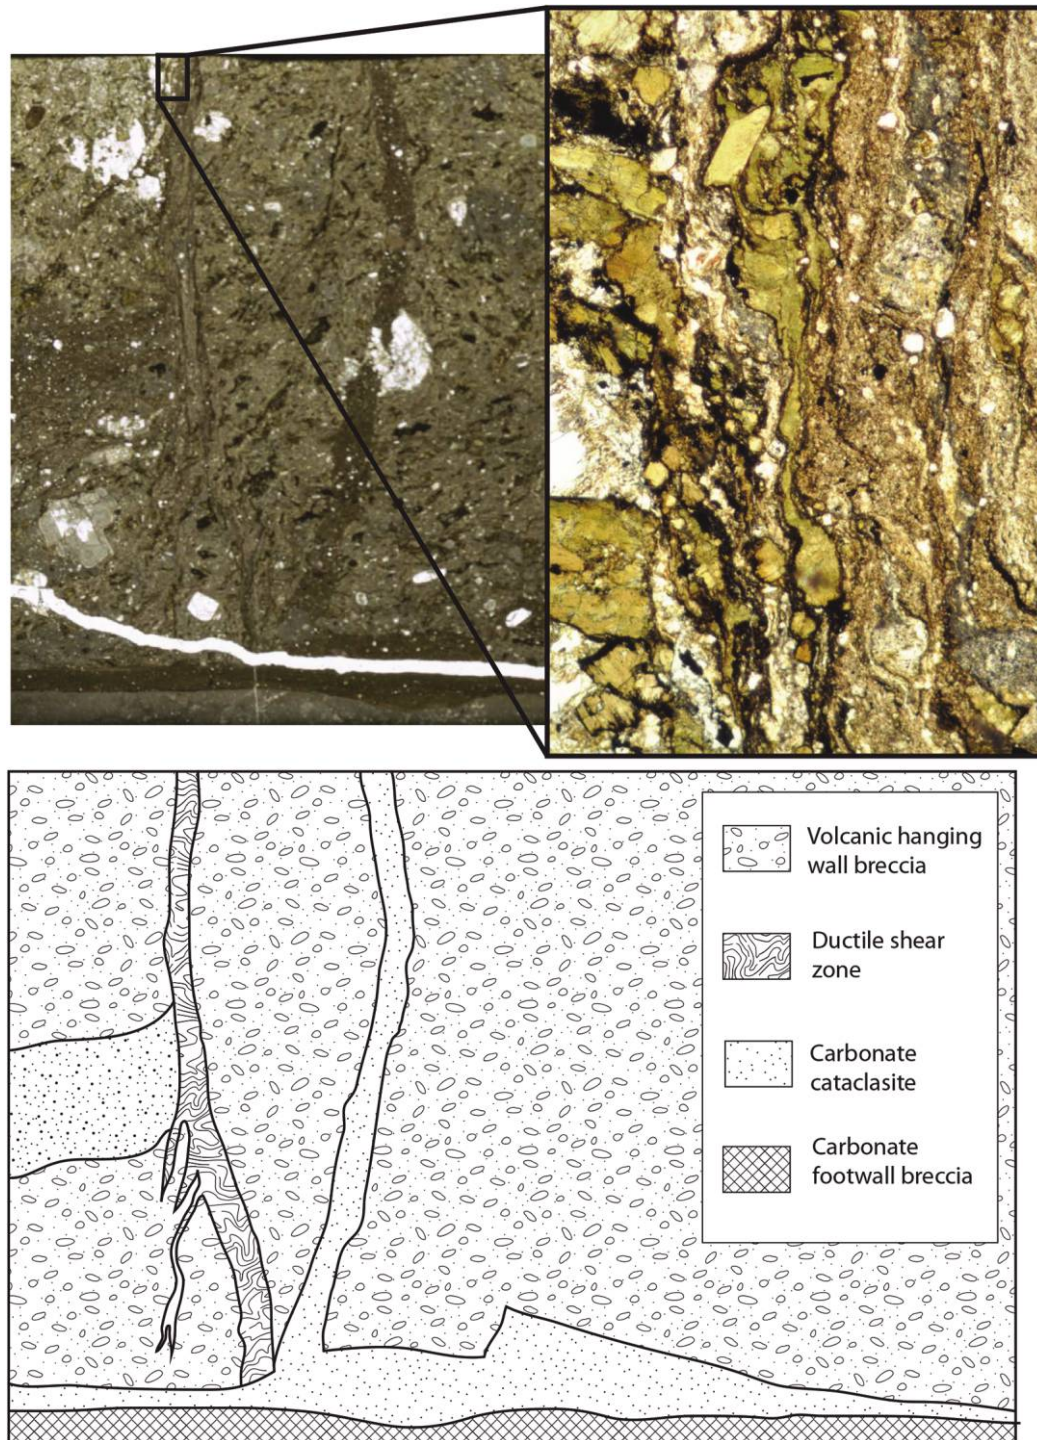 Volcanic hanging
wall breccia
Ductile shear
zone
Carbonate
cataclasite
Carbonate
footwall breccia